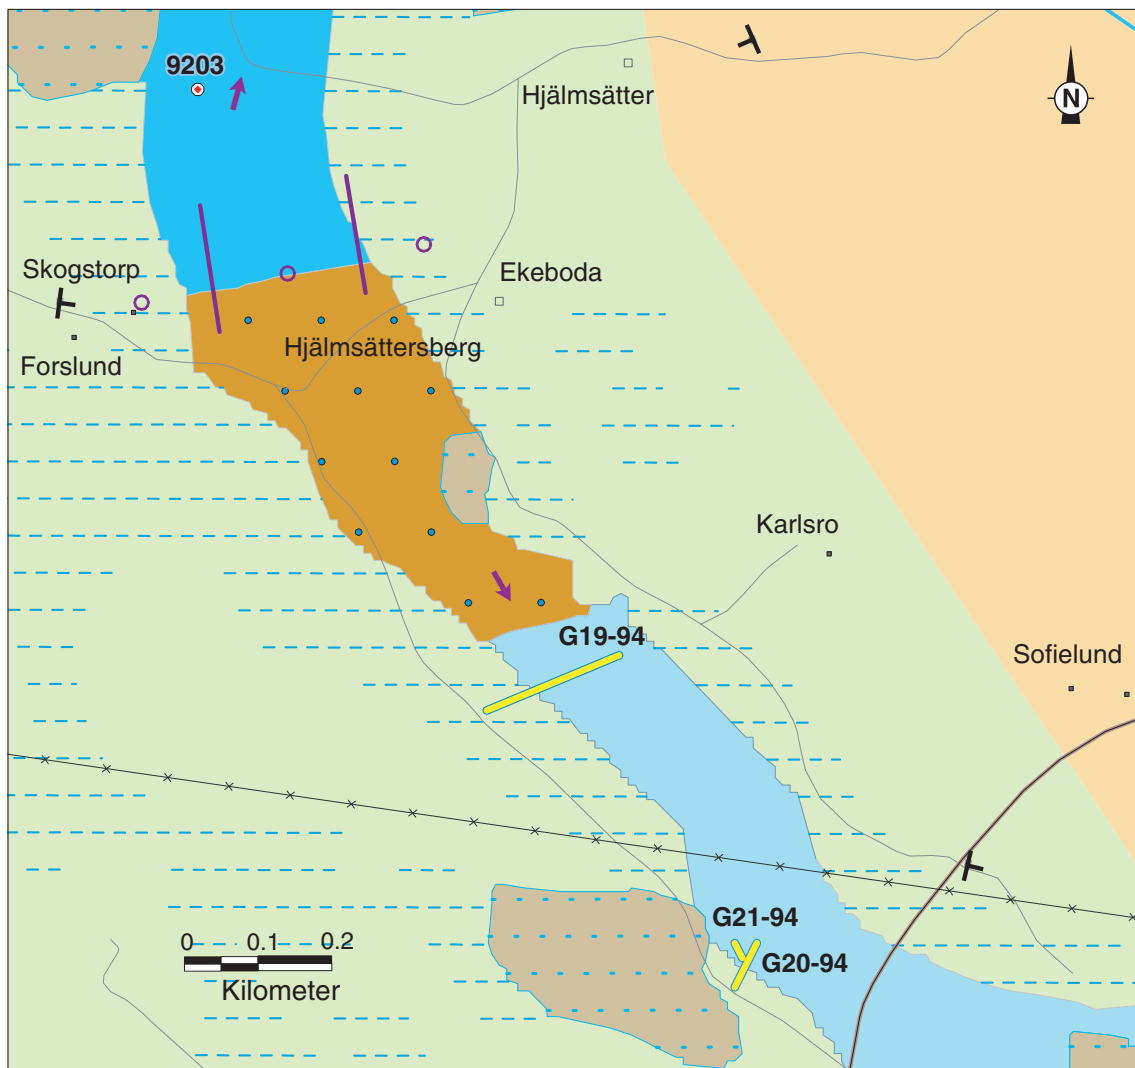 9203
Hjälmsätter
N
Skogstorp
Ekeboda
Forslund
Hjälmsättersberg
Karlsro
G19-94
Sofielund
G21-94
G20-94
0 0.1 0.2
Kilometer